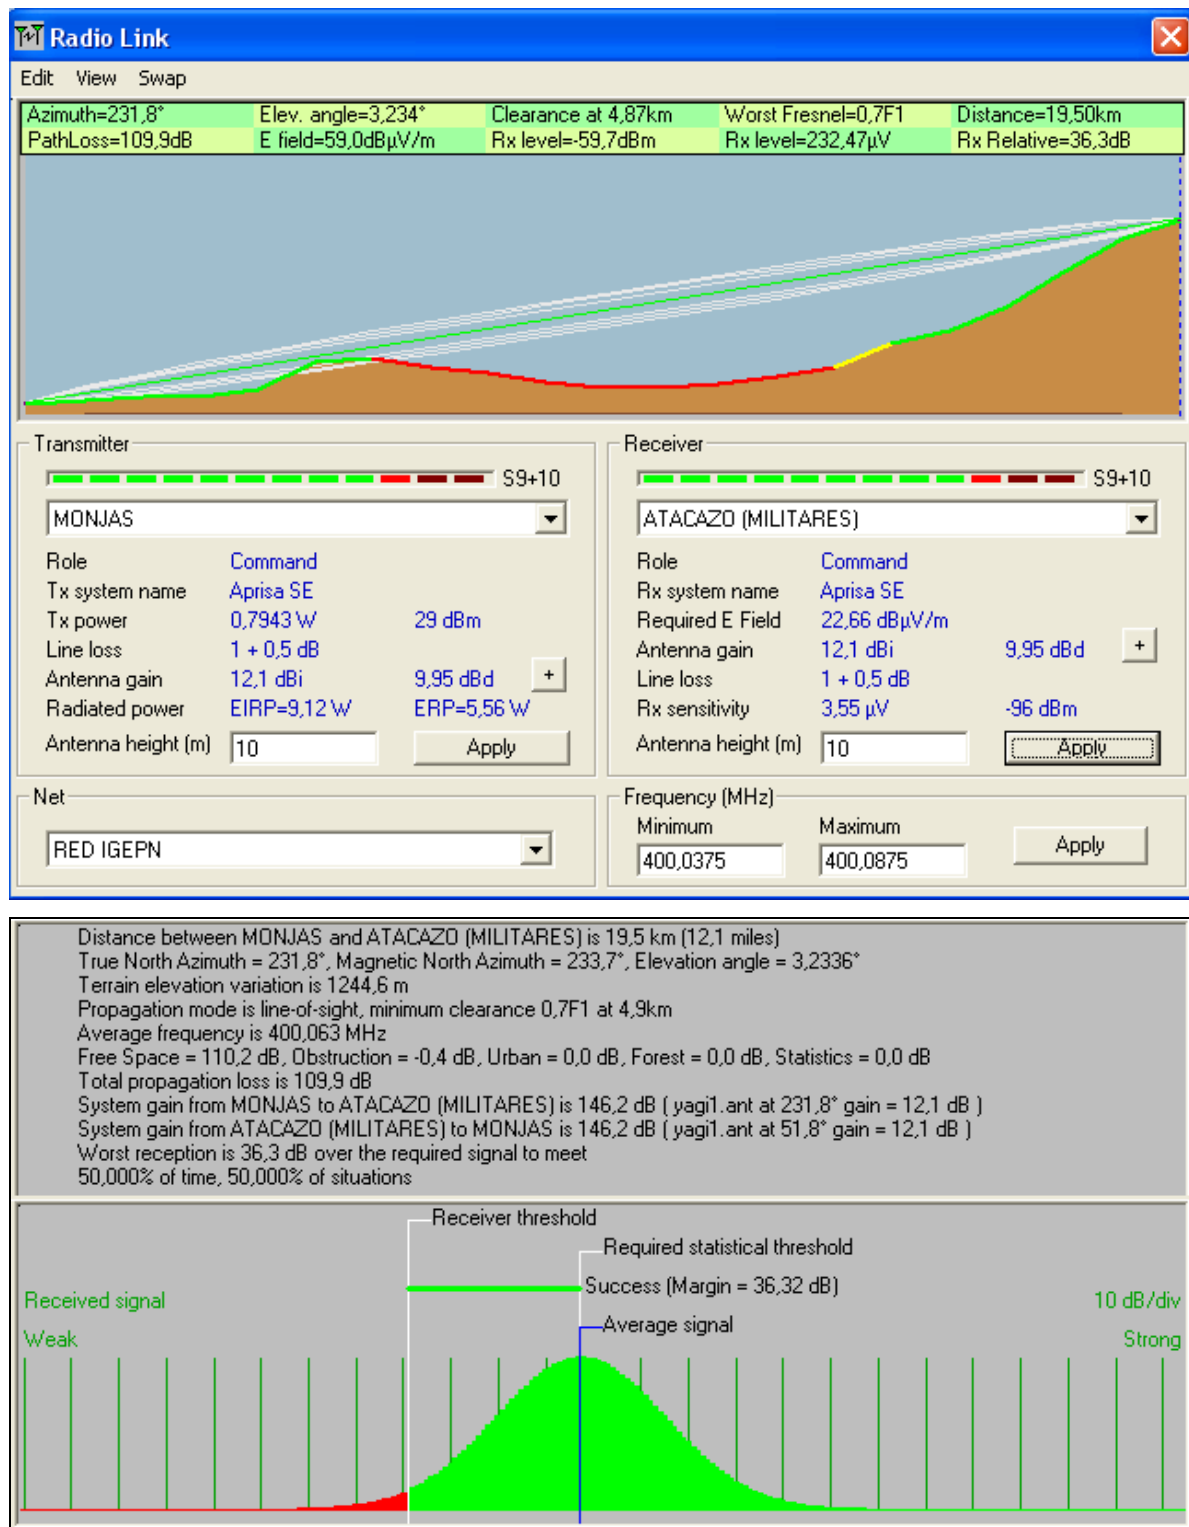 Radio Link
Edit View Swap
Azimuth=231,8° Elev. angle=3,234° Clearance at 4,87km Worst Fresnel=0,7F1 Distance=19,50km
PathLoss=109,9dB E field=59,0dBµV/m Rx level=-59,7dBm Rx level=232,47µV Rx Relative=36,3dB
Transmitter
S9+10
MONJAS
Role Command
Tx system name Aprisa SE
Tx power 0,7943 W 29 dBm
Line loss 1 + 0,5 dB
Antenna gain 12,1 dBi 9,95 dBd +
Radiated power EIRP=9,12 W ERP=5,56 W
Antenna height (m) 10 Apply
Receiver
S9+10
ATACAZO (MILITARES)
Role Command
Rx system name Aprisa SE
Required E Field 22,66 dBµV/m
Antenna gain 12,1 dBi 9,95 dBd +
Line loss 1 + 0,5 dB
Rx sensitivity 3,55 µV -96 dBm
Antenna height (m) 10 Apply
Net
RED IGEPN
Frequency (MHz)
Minimum Maximum
400,0375 400,0875 Apply
Distance between MONJAS and ATACAZO (MILITARES) is 19,5 km (12,1 miles)
True North Azimuth = 231,8°, Magnetic North Azimuth = 233,7°, Elevation angle = 3,2336°
Terrain elevation variation is 1244,6 m
Propagation mode is line-of-sight, minimum clearance 0,7F1 at 4,9km
Average frequency is 400,063 MHz
Free Space = 110,2 dB, Obstruction = -0,4 dB, Urban = 0,0 dB, Forest = 0,0 dB, Statistics = 0,0 dB
Total propagation loss is 109,9 dB
System gain from MONJAS to ATACAZO (MILITARES) is 146,2 dB ( yagi1.ant at 231,8° gain = 12,1 dB )
System gain from ATACAZO (MILITARES) to MONJAS is 146,2 dB ( yagi1.ant at 51,8° gain = 12,1 dB )
Worst reception is 36,3 dB over the required signal to meet
50,000% of time, 50,000% of situations
Receiver threshold
Required statistical threshold
Success (Margin = 36,32 dB)
Received signal 10 dB/div
Average signal
Weak Strong